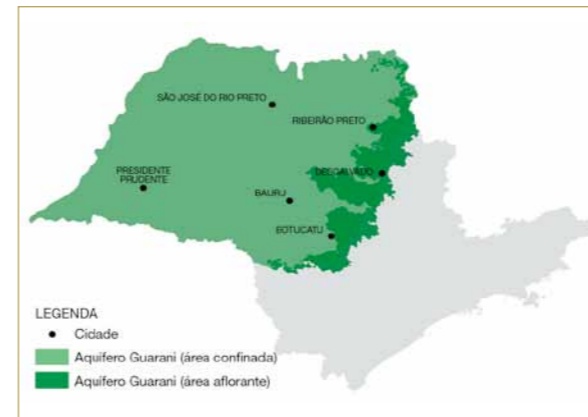 SÃO JOSÉ DO RIO PRETO
RIBEIRÃO PRETO
DESCALVADO
PRESIDENTE
PRUDENTE
BAURU
BOTUCATU
LEGENDA
Cidade
Aquífero Guarani (área confinada)
Aquífero Guarani (área aflorante)